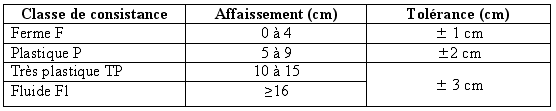 Classe de consistance Affaissement (cm) Tolérance (cm)
Ferme F 0 à 4 ± 1 cm
Plastique P 5 à 9 ±2 cm
Très plastique TP 10 à 15
± 3 cm
Fluide Fl ≥16